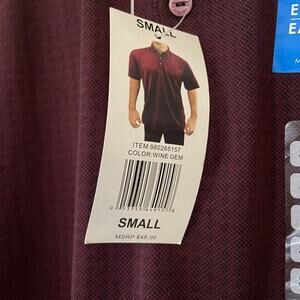 SMALL
ITEM:980265157
COLOR:WINE GEM
SMALL
MSRP $48.00